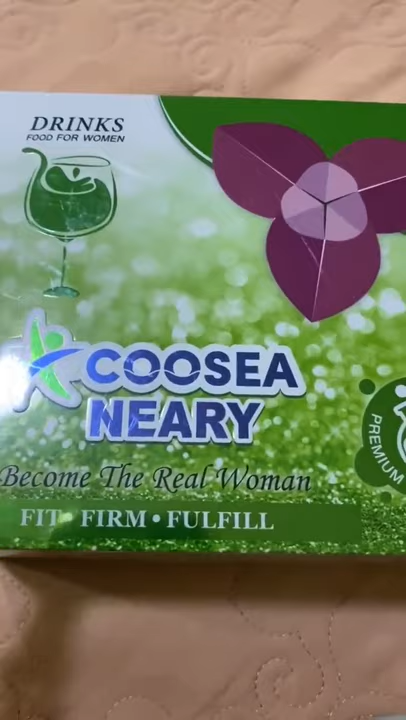 DRINKS
FOOD FOR WOMEN
COOSEA
NEARY
Become The Real Woman
FIT • FIRM • FULFILL
PREMIUM